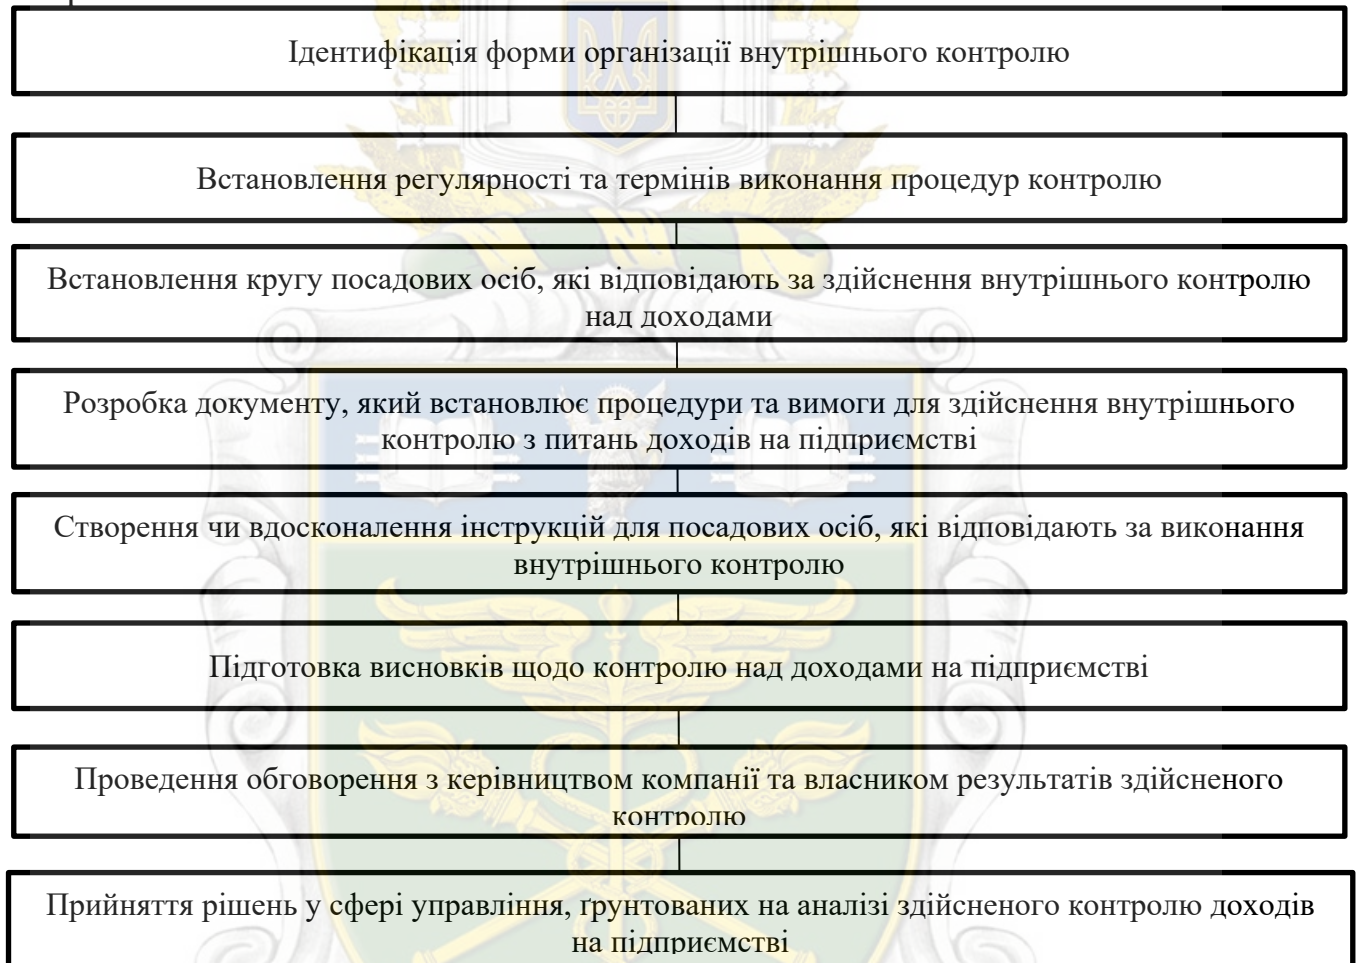 Ідентифікація форми організації внутрішнього контролю
Встановлення регулярності та термінів виконання процедур контролю
Встановлення кругу посадових осіб, які відповідають за здійснення внутрішнього контролю
над доходами
Розробка документу, який встановлює процедури та вимоги для здійснення внутрішнього
контролю з питань доходів на підприємстві
Створення чи вдосконалення інструкцій для посадових осіб, які відповідають за виконання
внутрішнього контролю
Підготовка висновків щодо контролю над доходами на підприємстві
Проведення обговорення з керівництвом компанії та власником результатів здійсненого
контролю
Прийняття рішень у сфері управління, ґрунтованих на аналізі здійсненого контролю доходів
на підприємстві